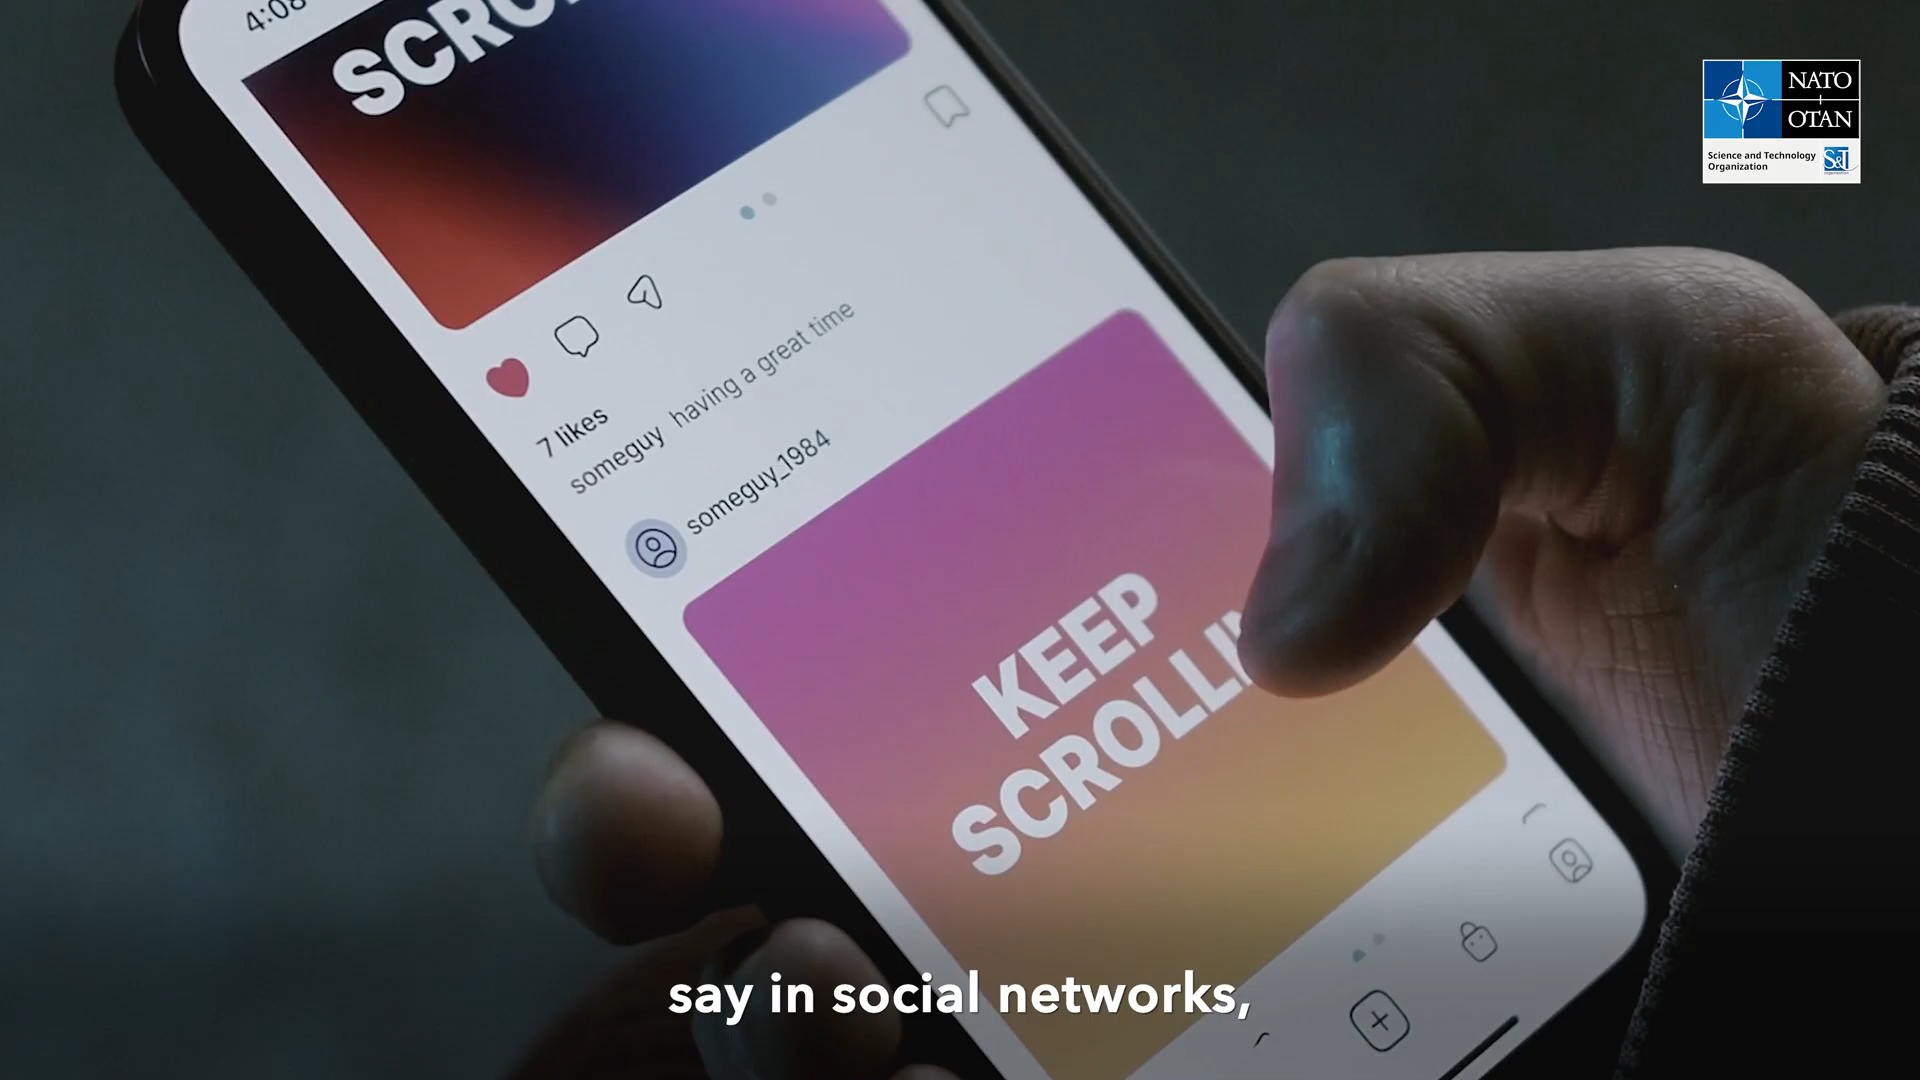 4:08
SCRO
NATO
OTAN
Science and Technology
Organization
S&T
organization
7 likes
someguy having a great time
someguy_1984
KEEP
SCROLLI
say in social networks,